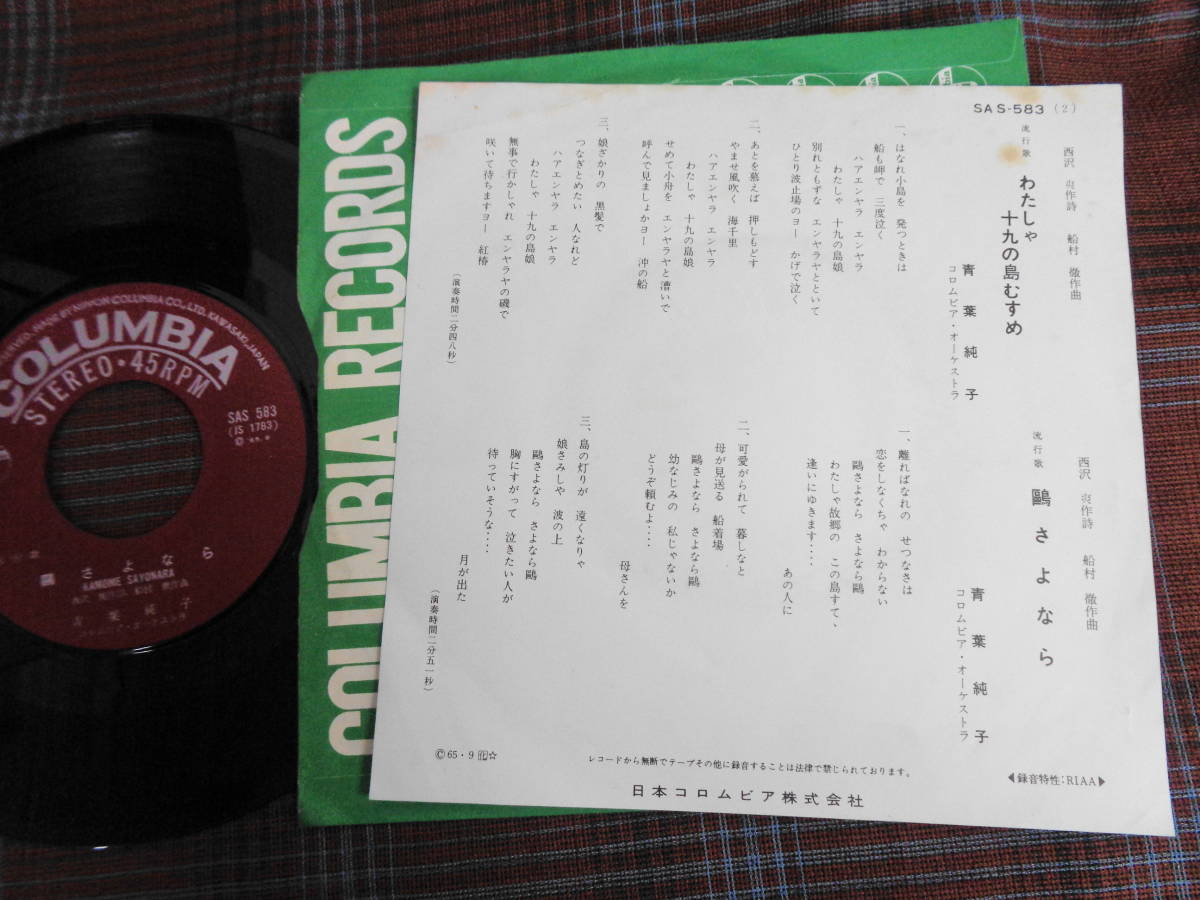 COLUMBIA RECORDS
COLUMBIA
STEREO・45RPM
SAS 583
(JS 1783)
鷗 さ よ な ら
KAMOME SAYONARA
SAS-583 (2)
西沢 爽作詩 船村 徹作曲
流行歌
わたしゃ
十九の島むすめ
青葉純子
コロムビア・オーケストラ
一、はなれ小島を 発つときは
船も岬で 三度泣く
ハアエンヤラ エンヤラ
わたしゃ 十九の島娘
別れともずな エンヤラヤとといて
ひとり波止場のヨー かげで泣く
二、あとを慕えば 押しもどす
やませ風吹く 海千里
ハアエンヤラ エンヤラ
わたしゃ 十九の島娘
せめて小舟を エンヤラヤと漕いで
呼んで見ましょかヨー 沖の船
三、娘ざかりの 黒髪で
つなぎとめたい 人なれど
ハアエンヤラ エンヤラ
わたしゃ 十九の島娘
無事で行かしゃれ エンヤラヤの磯で
咲いて待ちますヨー 紅椿
(演奏時間二分四八秒)
西沢 爽作詩 船村 徹作曲
流行歌
鷗さよなら
青葉純子
コロムビア・オーケストラ
一、離ればなれの せつなさは
恋をしなくちゃ わからない
鷗さよなら さよなら鷗
わたしゃ故郷の この島すてゝ
逢いにゆきます‥‥
あの人に
二、可愛がられて 暮しなと
母が見送る 船着場
鷗さよなら さよなら鷗
幼なじみの 私じゃないか
どうぞ頼むよ‥‥
母さんを
三、島の灯りが 遠くなりゃ
娘さみしや 波の上
鷗さよなら さよなら鷗
胸にすがって 泣きたい人が
待っていそうな‥‥
月が出た
(演奏時間二分五一秒)
Ⓒ65・9
レコードから無断でテープその他に録音することは法律で禁じられております。
日本コロムビア株式会社
◀録音特性：RIAA▶